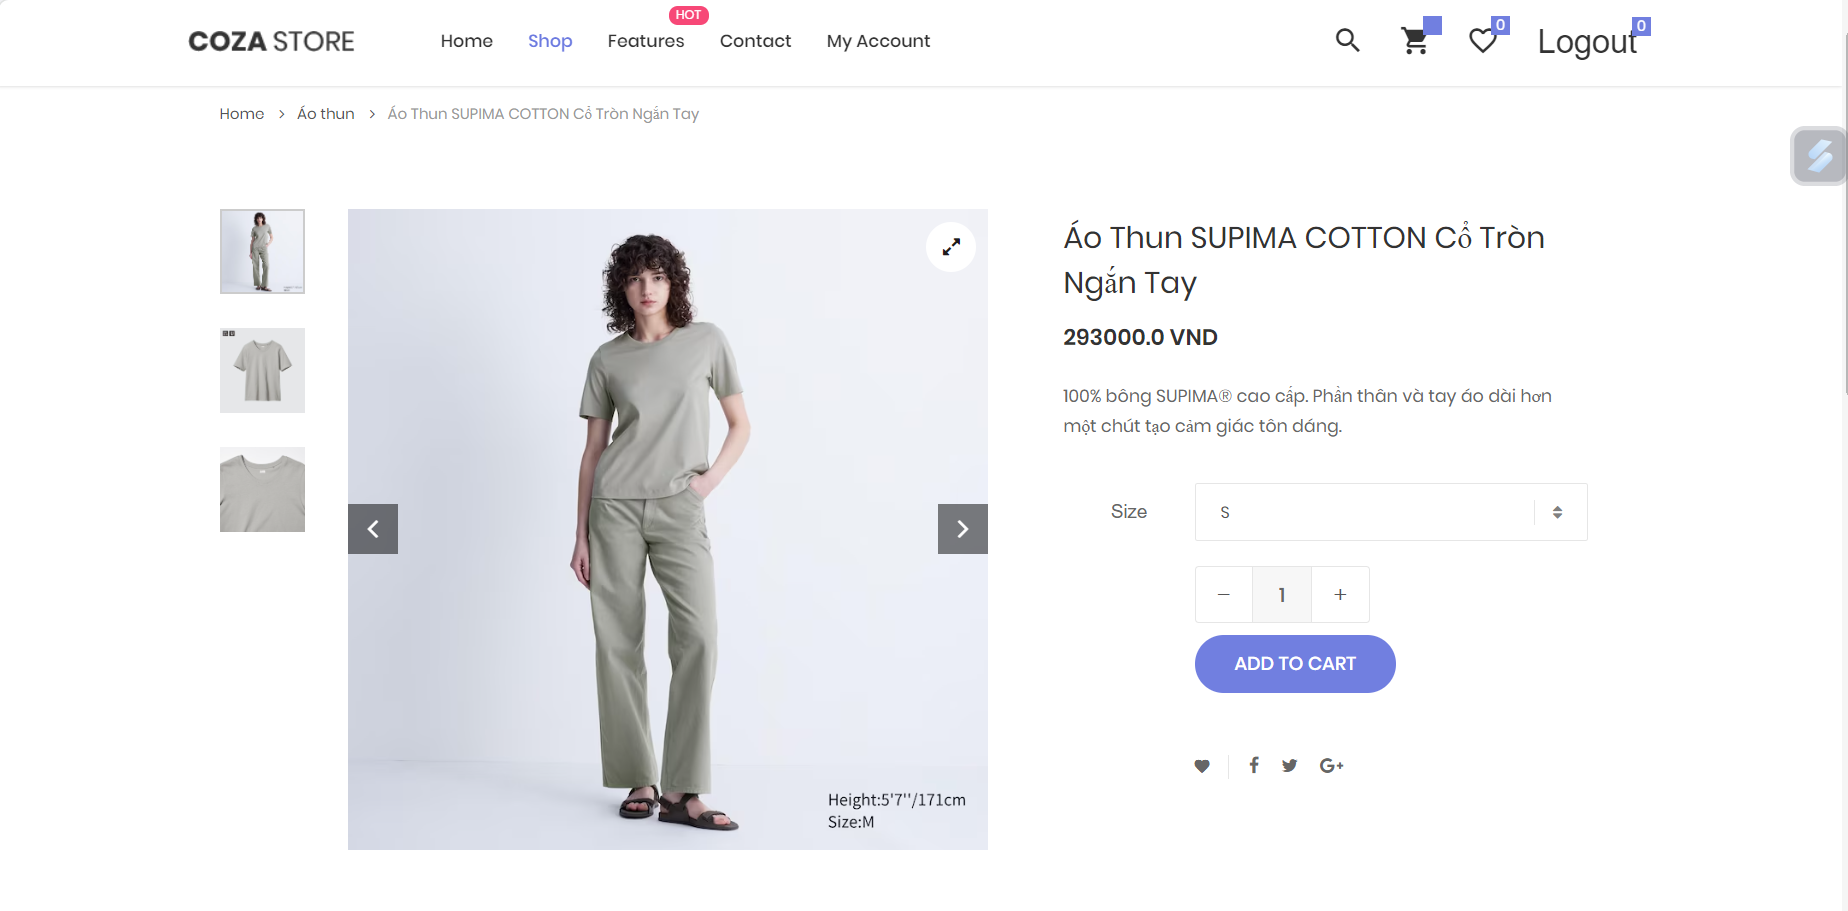 HOT
COZA STORE Home Shop Features Contact My Account 0 Logout 0
Home > Áo thun > Áo Thun SUPIMA COTTON Cổ Tròn Ngắn Tay
Áo Thun SUPIMA COTTON Cổ Tròn
Ngắn Tay
293000.0 VND
100% bông SUPIMA® cao cấp. Phần thân và tay áo dài hơn
một chút tạo cảm giác tôn dáng.
Size S
− 1 +
ADD TO CART
G+
Height:5'7''/171cm
Size:M